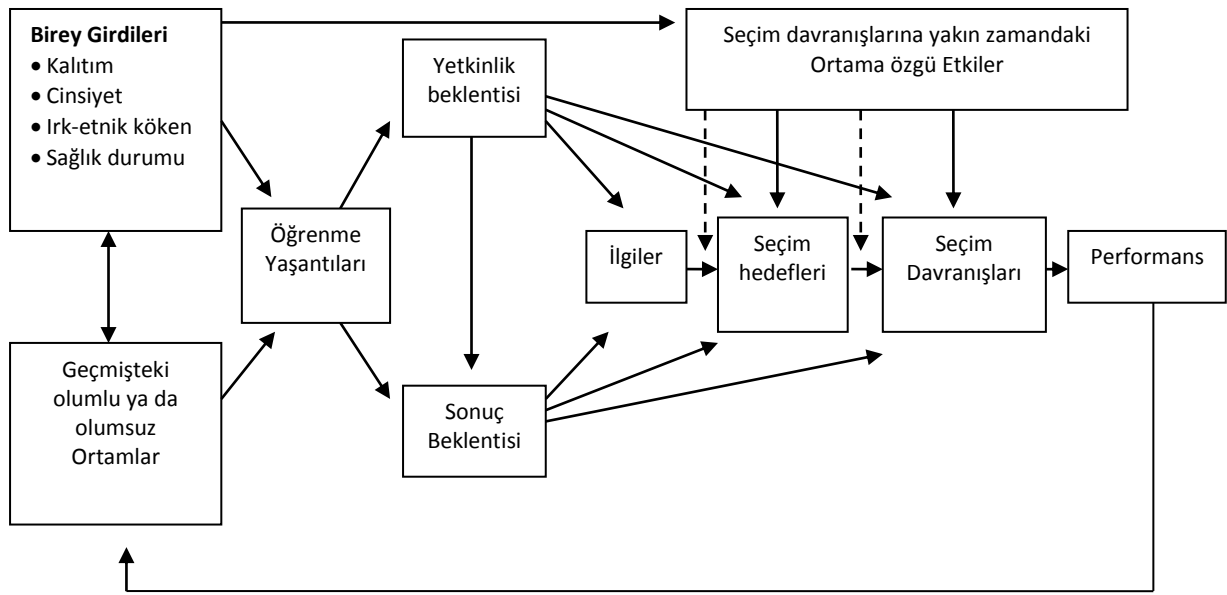 Birey Girdileri
• Kalıtım
• Cinsiyet
• Irk-etnik köken
• Sağlık durumu
Yetkinlik
beklentisi
Seçim davranışlarına yakın zamandaki
Ortama özgü Etkiler
Öğrenme
Yaşantıları
İlgiler
Seçim
hedefleri
Seçim
Davranışları
Performans
Geçmişteki
olumlu ya da
olumsuz
Ortamlar
Sonuç
Beklentisi